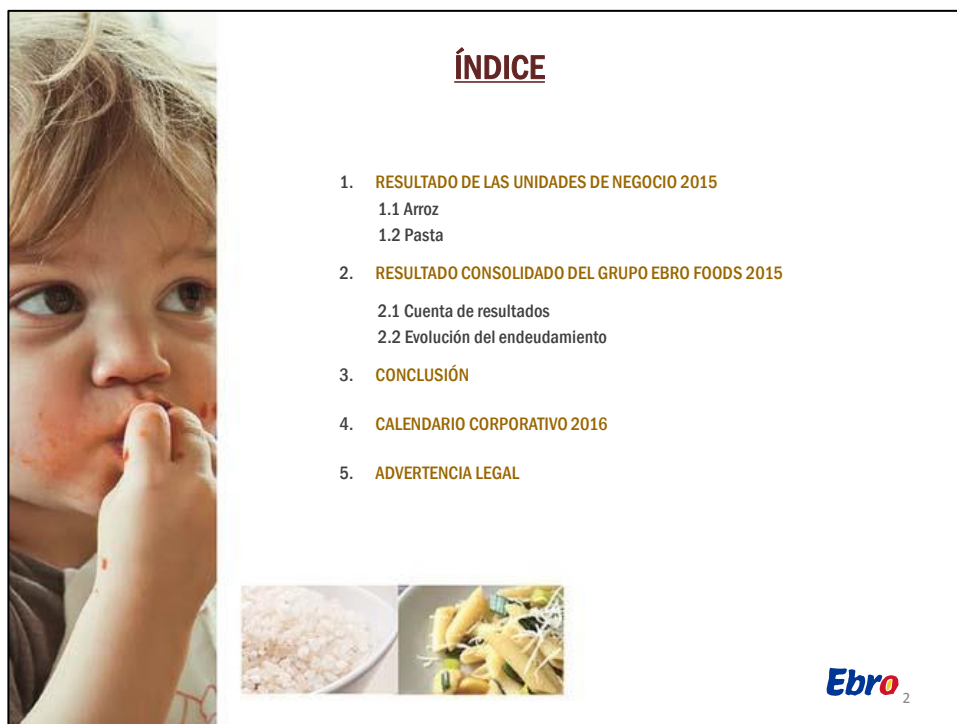 ÍNDICE
1. RESULTADO DE LAS UNIDADES DE NEGOCIO 2015
1.1 Arroz
1.2 Pasta
2. RESULTADO CONSOLIDADO DEL GRUPO EBRO FOODS 2015
2.1 Cuenta de resultados
2.2 Evolución del endeudamiento
3. CONCLUSIÓN
4. CALENDARIO CORPORATIVO 2016
5. ADVERTENCIA LEGAL
Ebro 2